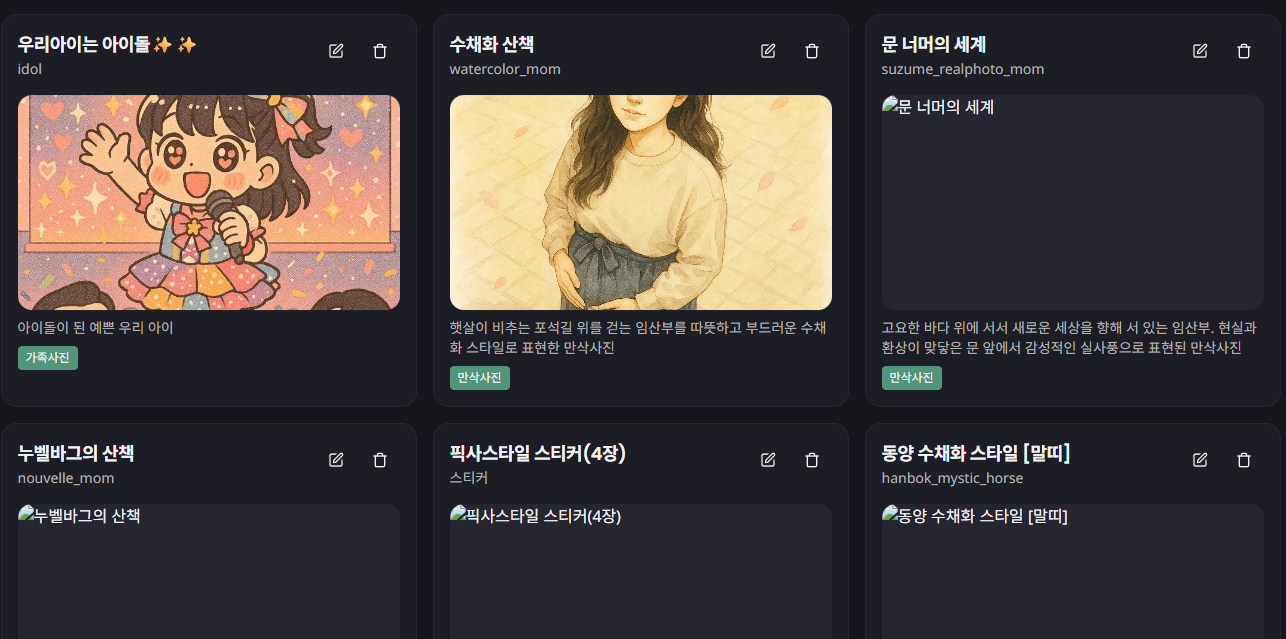 우리아이는 아이돌✨ ✨
idol
아이돌이 된 예쁜 우리 아이
가족사진
수채화 산책
watercolor_mom
햇살이 비추는 포석길 위를 걷는 임산부를 따뜻하고 부드러운 수채
화 스타일로 표현한 만삭사진
만삭사진
문 너머의 세계
suzume_realphoto_mom
문 너머의 세계
고요한 바다 위에 서서 새로운 세상을 향해 서 있는 임산부. 현실과
환상이 맞닿은 문 앞에서 감성적인 실사풍으로 표현된 만삭사진
만삭사진
누벨바그의 산책
nouvelle_mom
누벨바그의 산책
픽사스타일 스티커(4장)
스티커
픽사스타일 스티커(4장)
동양 수채화 스타일 [말띠]
hanbok_mystic_horse
동양 수채화 스타일 [말띠]